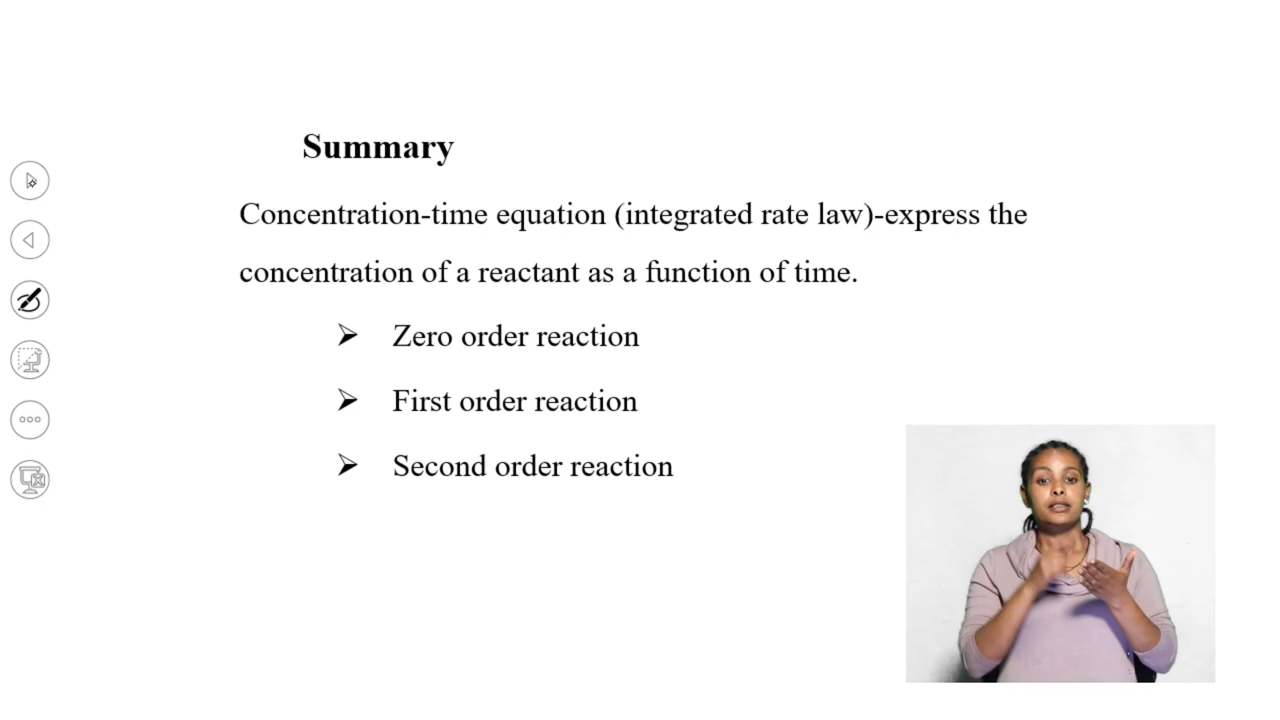 Summary
Concentration-time equation (integrated rate law)-express the
concentration of a reactant as a function of time.
➢ Zero order reaction
➢ First order reaction
➢ Second order reaction